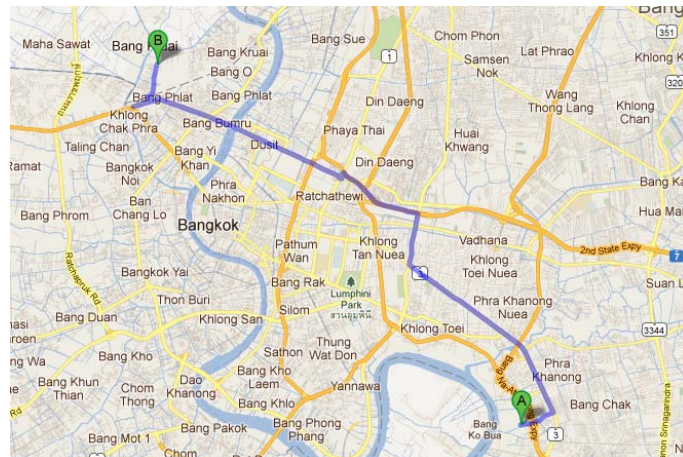 Maha Sawat
Bang
B
Bang Kruai
Bang Sue
1
Chom Phon
Lat Phrao
Bang
351
Khlong K
Samsen
Nok
320
Bang O
Bang Phlat
Bang Phlat
Din Daeng
Wang
Thong Lang
Khlong
Chan
Khlong
Chak Phra
Bang Bumru
Phaya Thai
Huai
Khwang
Taling Chan
Dusit
Bang Yi
Khan
Din Daeng
Ramat
Bangkok
Noi
Phra
Nakhon
Ratchathewi
Bang Ka
Ban
Chang Lo
Bang Phrom
Bangkok
Hua Ma
Pathum
Wan
Khlong
Tan Nuea
Vadhana
2nd State Expy
7
Khlong
Toei Nuea
Ratchapruk Rd
Bangkok Yai
Bang Rak
3
Suan L
Lumphini
Park
สวนลุมพินี
Phra Khanong
Nuea
Thon Buri
Silom
Bang Duan
Khlong San
Khlong Toei
3344
Thung
Wat Don
Sathon
Bang Kho
Phra
Khanong
Bang Khun
Thian
Dao
Khanong
Bang Kho
Laem
Yannawa
Chom
Thong
A
Bang Chak
Bang Khlo
Bang
Ko Bua
3
Bang Phong
Phang
Bang Pakok
Bang Mot 1